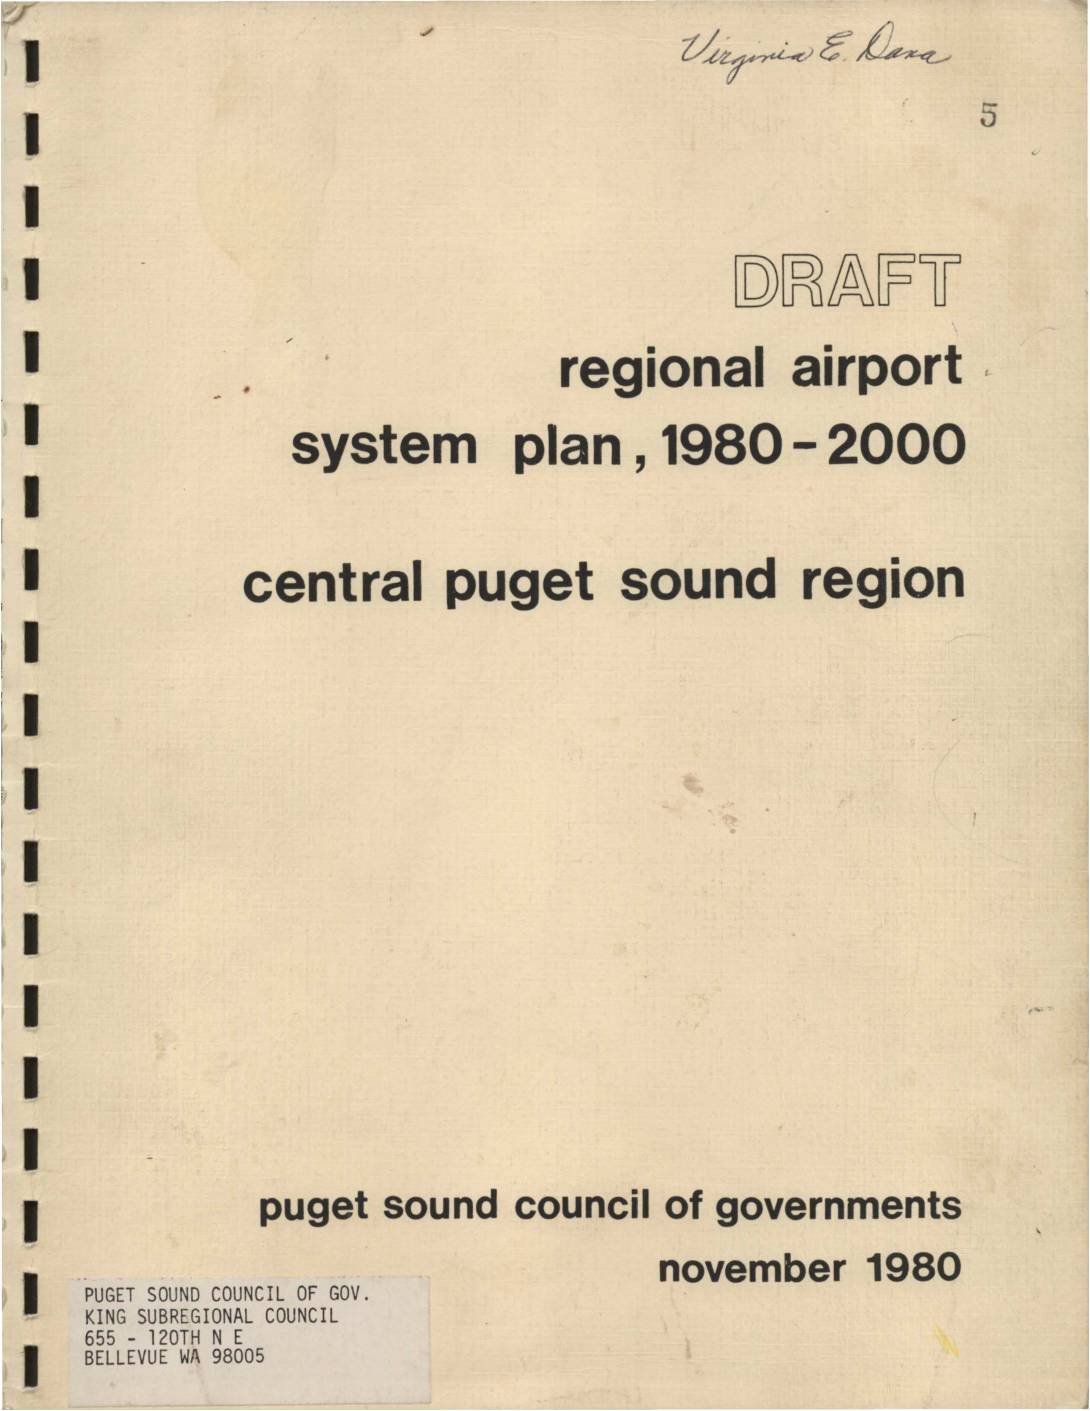 Virginia E. Dana
5
DRAFT
regional airport
system plan, 1980-2000
central puget sound region
puget sound council of governments
november 1980
PUGET SOUND COUNCIL OF GOV.
KING SUBREGIONAL COUNCIL
655 - 120TH N E
BELLEVUE WA 98005